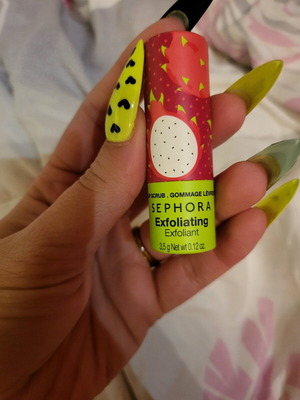 SCRUB . GOMMAGE LÈVRES
SEPHORA
Exfoliating
Exfoliant
3.5 g Net wt 0.12 oz.